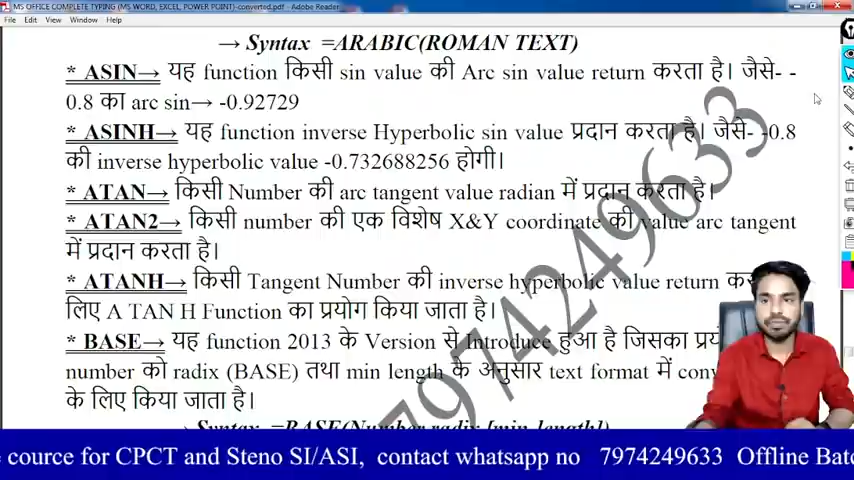 MS OFFICE COMPLETE TYPING (MS WORD, EXCEL, POWER POINT)-converted.pdf - Adobe Reader
File Edit View Window Help
→ Syntax =ARABIC(ROMAN TEXT)
* ASIN→ यह function किसी sin value की Arc sin value return करता है। जैसे- -
0.8 का arc sin→ -0.92729
* ASINH→ यह function inverse Hyperbolic sin value प्रदान करता है। जैसे- -0.8
की inverse hyperbolic value -0.732688256 होगी।
* ATAN→ किसी Number की arc tangent value radian में प्रदान करता है।
* ATAN2→ किसी number की एक विशेष X&Y coordinate की value arc tangent
में प्रदान करता है।
* ATANH→ किसी Tangent Number की inverse hyperbolic value return
लिए A TAN H Function का प्रयोग किया जाता है।
* BASE→ यह function 2013 के Version से Introduce हुआ है जिसका
number को radix (BASE) तथा min length के अनुसार text format में
के लिए किया जाता है।
→ Syntax =BASE(Number,radix,[min_length])
7974249633
cource for CPCT and Steno SI/ASI, contact whatsapp no 7974249633 Offline